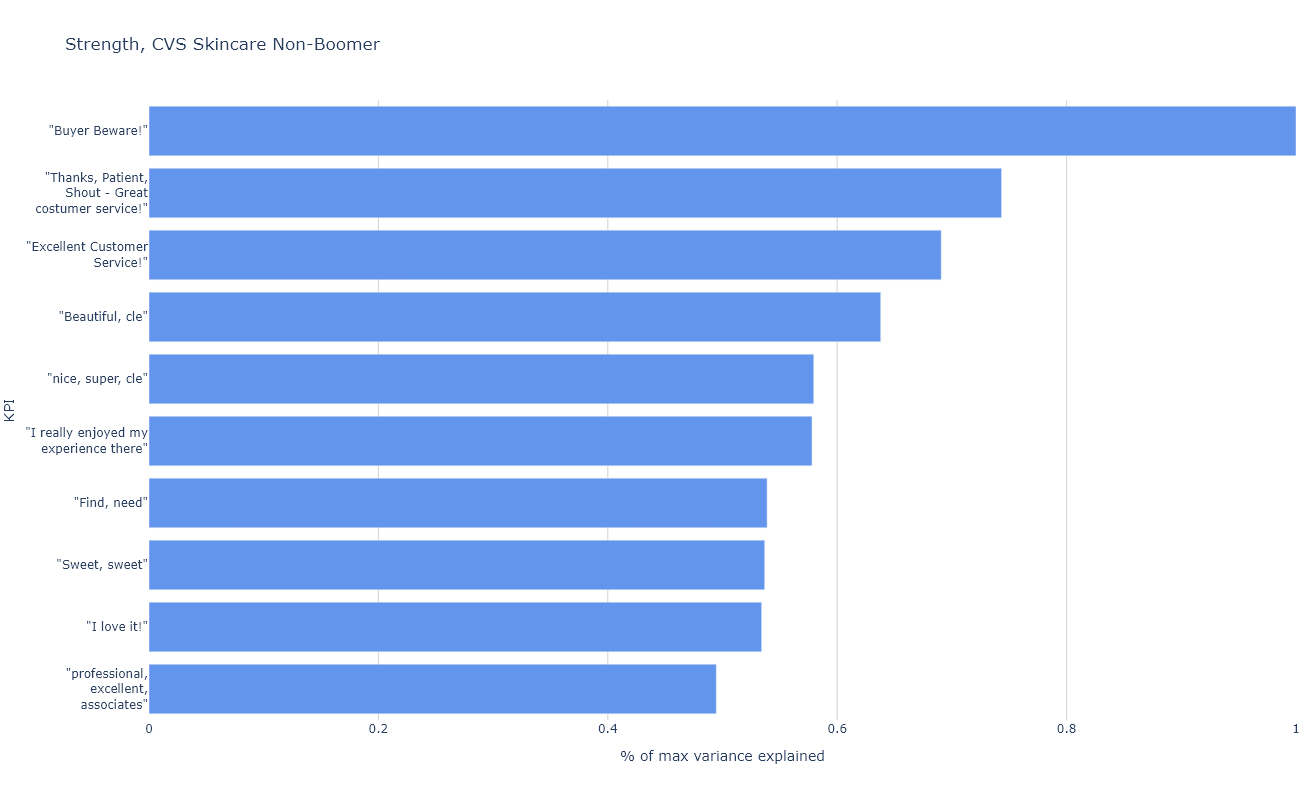 Strength, CVS Skincare Non-Boomer
"Buyer Beware!"
"Thanks, Patient,
Shout - Great
costumer service!"
"Excellent Customer
Service!"
"Beautiful, cle"
"nice, super, cle"
KPI
"I really enjoyed my
experience there"
"Find, need"
"Sweet, sweet"
"I love it!"
"professional,
excellent,
associates"
0 0.2 0.4 0.6 0.8 1
% of max variance explained